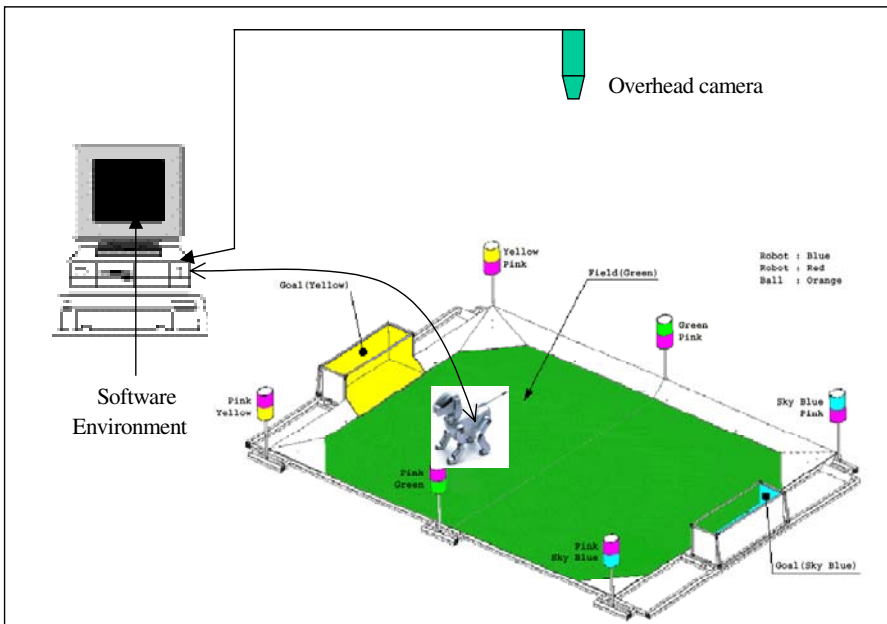 Overhead camera
Yellow
Pink
Robot : Blue
Robot : Red
Ball : Orange
Goal(Yellow)
Field(Green)
Green
Pink
Software
Environment
Pink
Yellow
Sky Blue
Pink
Pink
Green
Pink
Sky Blue
Goal(Sky Blue)